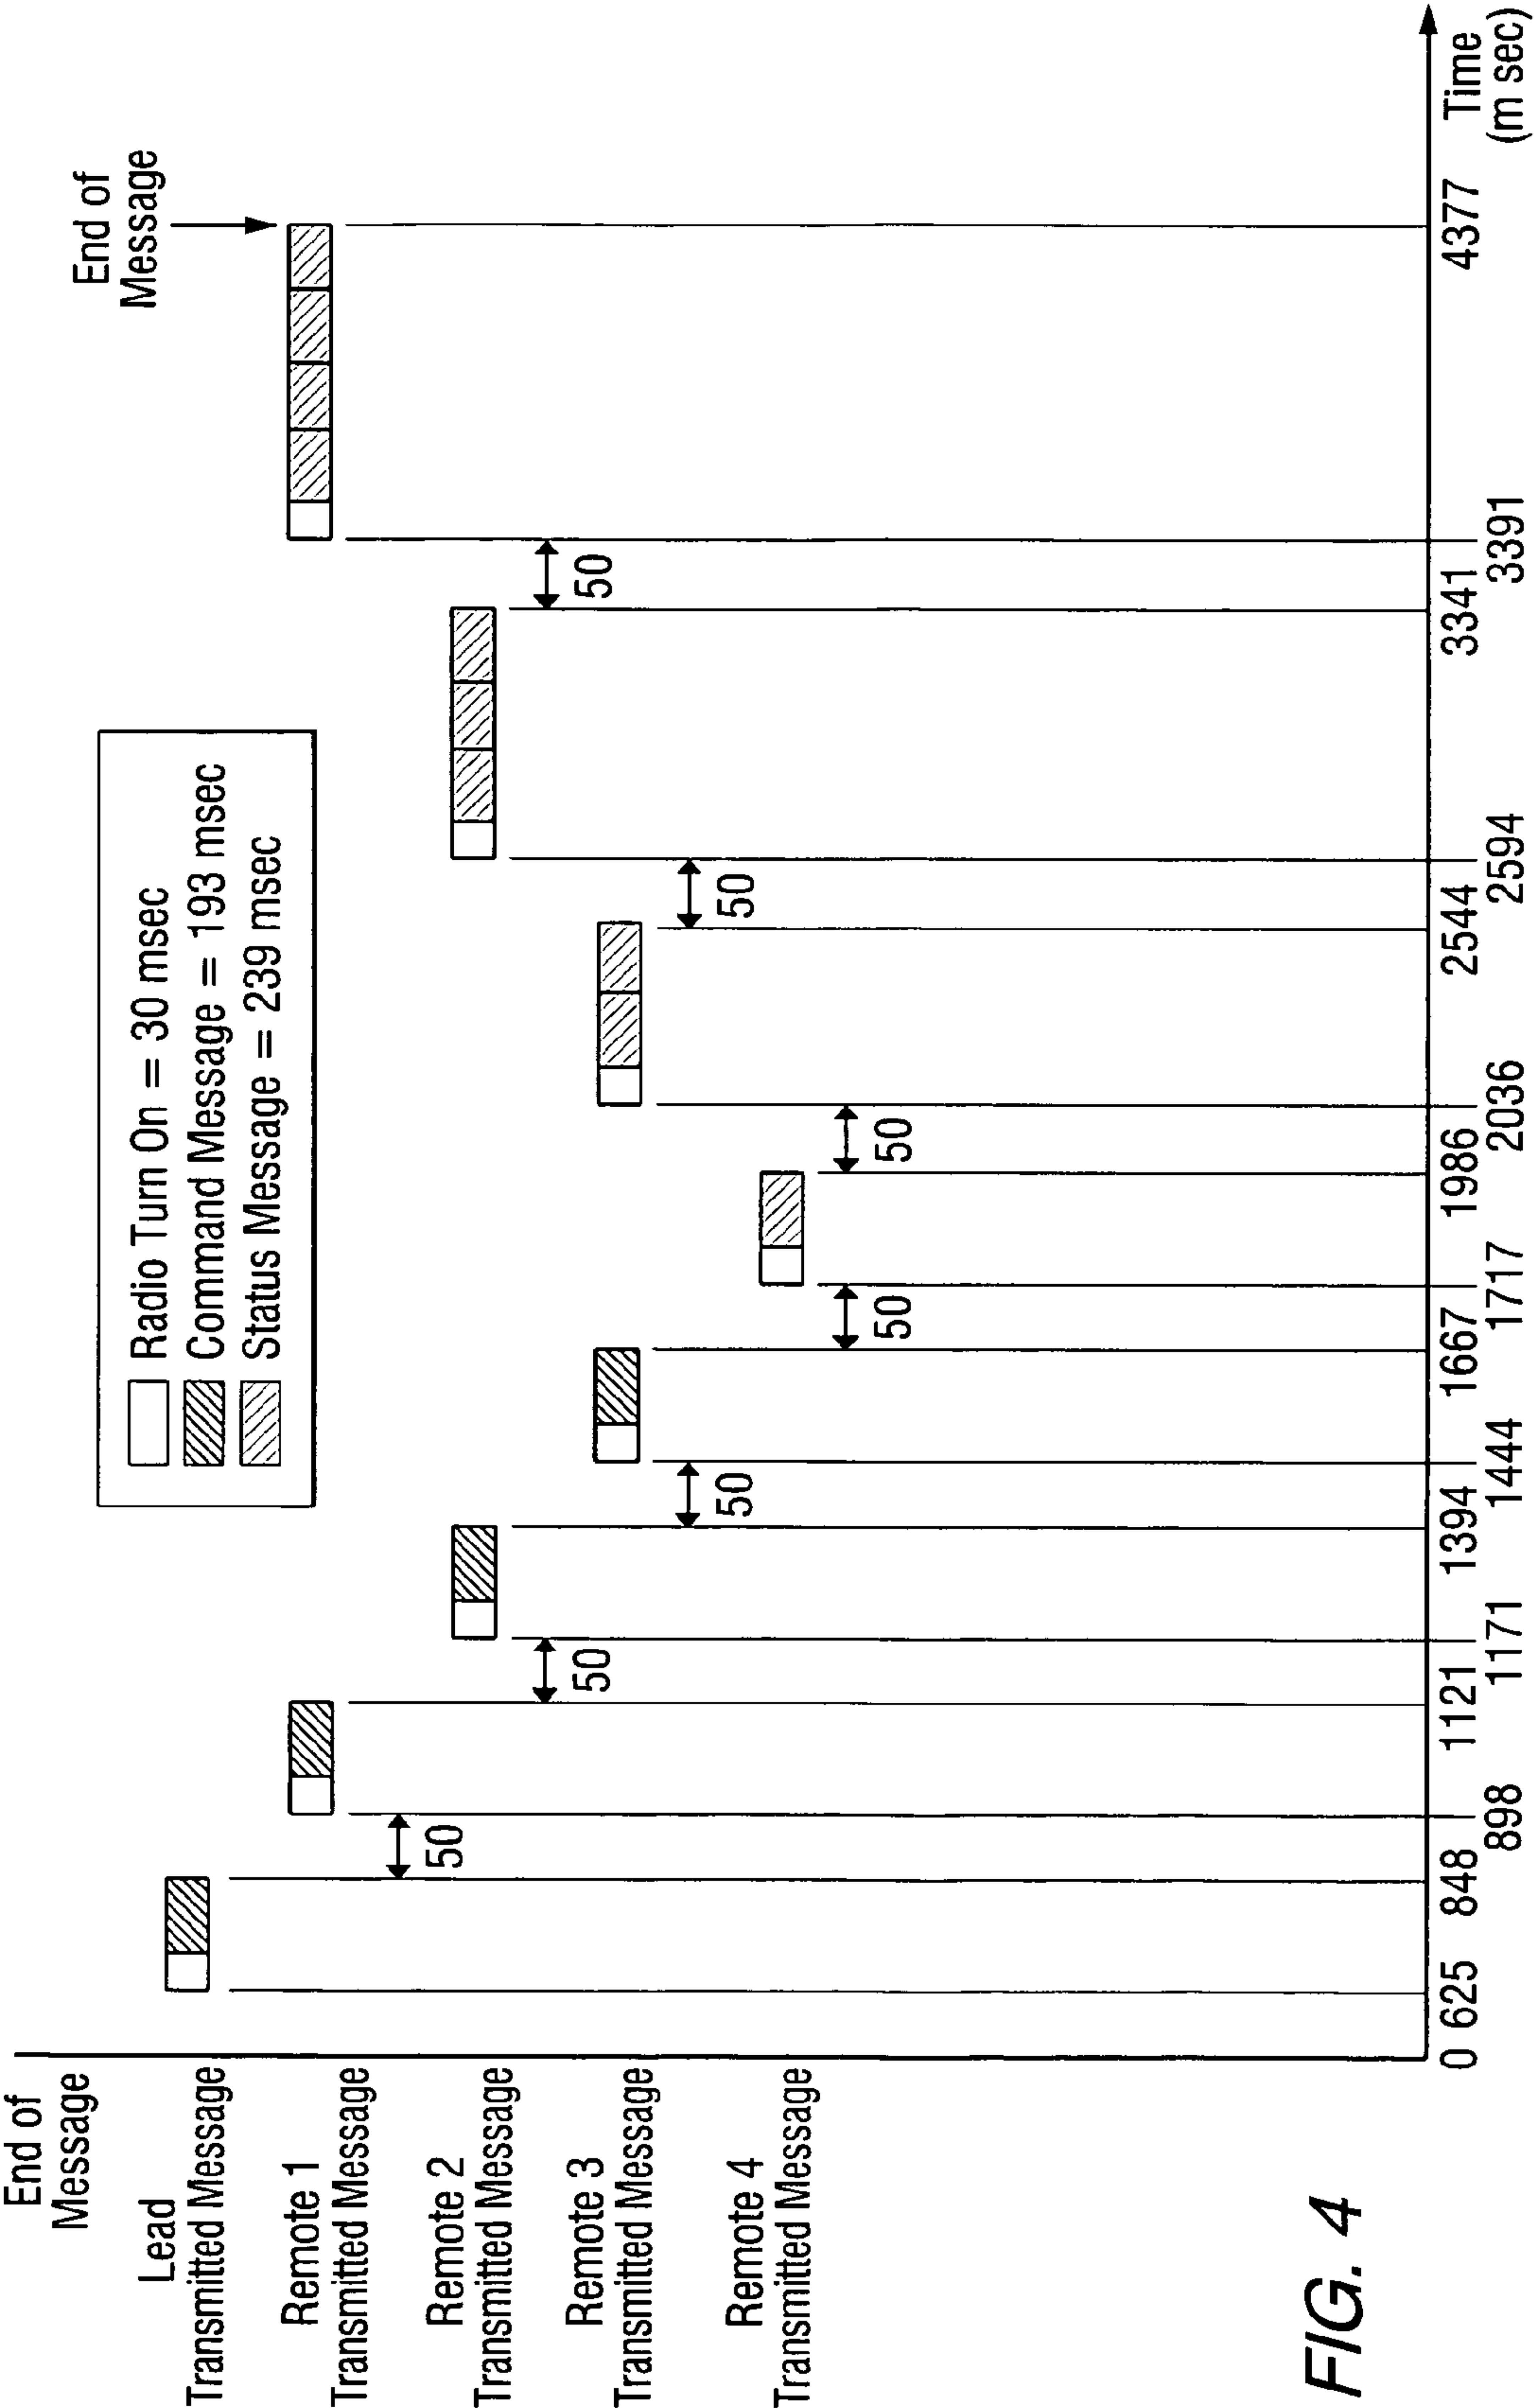 End of
Message
End of
Message
Radio Turn On = 30 msec
Command Message = 193 msec
Status Message = 239 msec
Lead
Transmitted Message
Remote 1
Transmitted Message
Remote 2
Transmitted Message
Remote 3
Transmitted Message
Remote 4
Transmitted Message
50
50
50
50
50
50
50
50
0 625 848 1121 1394 1667 1986 2544 3341 4377 Time
898 1171 1444 1717 2036 2594 3391 (m sec)
FIG. 4